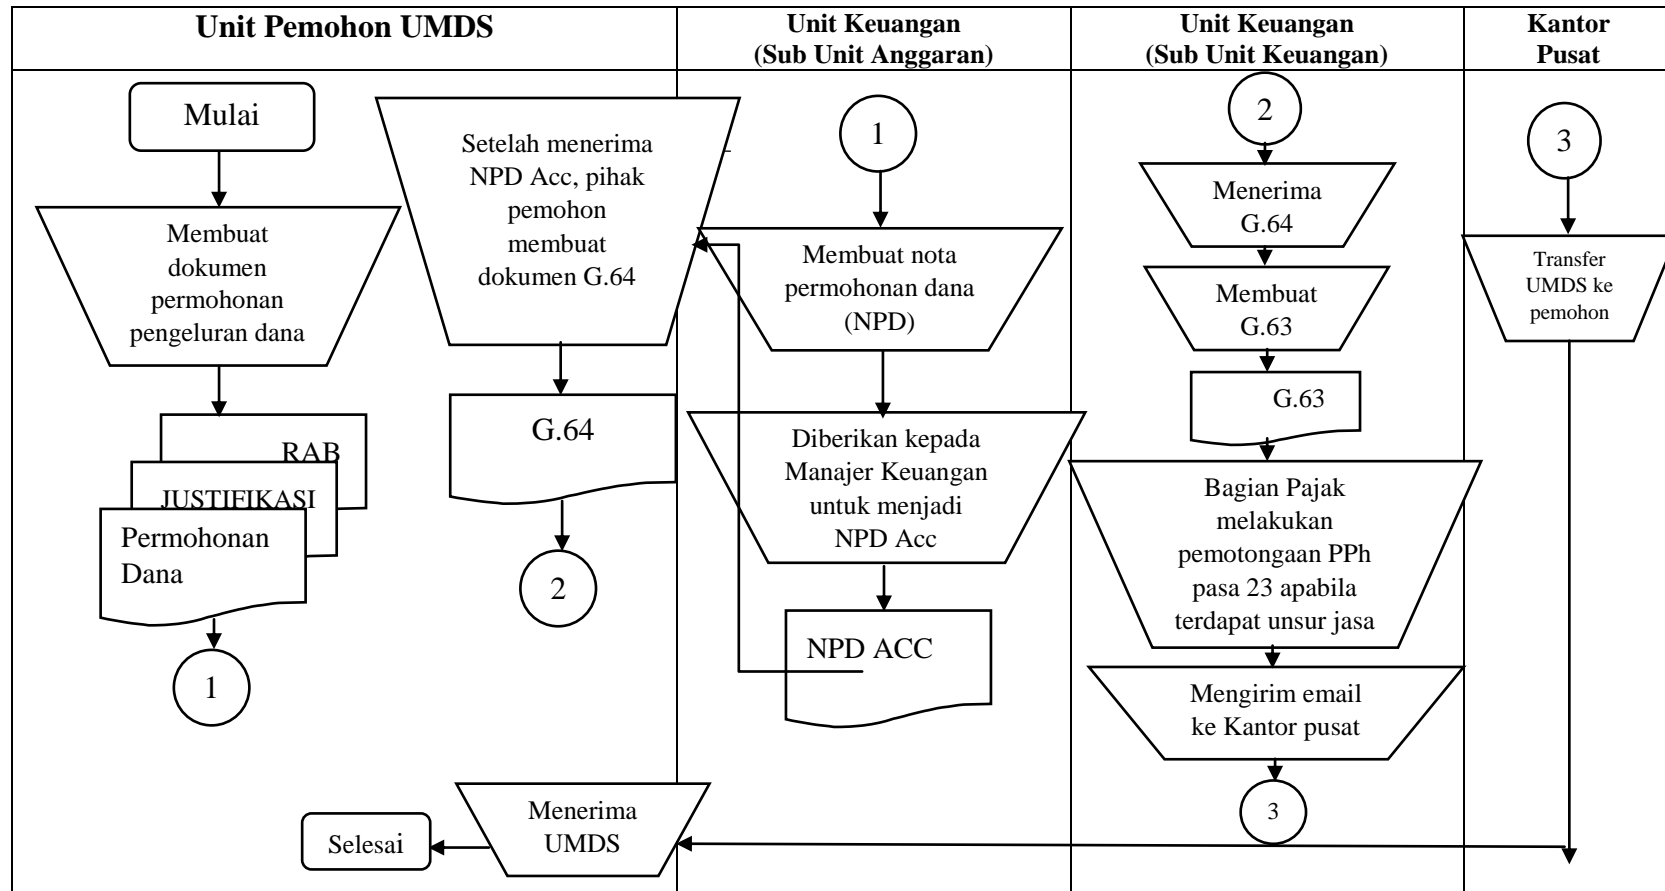 Unit Pemohon UMDS
Unit Keuangan
(Sub Unit Anggaran)
Unit Keuangan
(Sub Unit Keuangan)
Kantor
Pusat
Mulai
Membuat
dokumen
permohonan
pengeluran dana
RAB
JUSTIFIKASI
Permohonan
Dana
1
Setelah menerima
NPD Acc, pihak
pemohon
membuat
dokumen G.64
G.64
2
1
Membuat nota
permohonan dana
(NPD)
Diberikan kepada
Manajer Keuangan
untuk menjadi
NPD Acc
NPD ACC
2
Menerima
G.64
Membuat
G.63
G.63
Bagian Pajak
melakukan
pemotongaan PPh
pasa 23 apabila
terdapat unsur jasa
Mengirim email
ke Kantor pusat
3
3
Transfer
UMDS ke
pemohon
Menerima
UMDS
Selesai